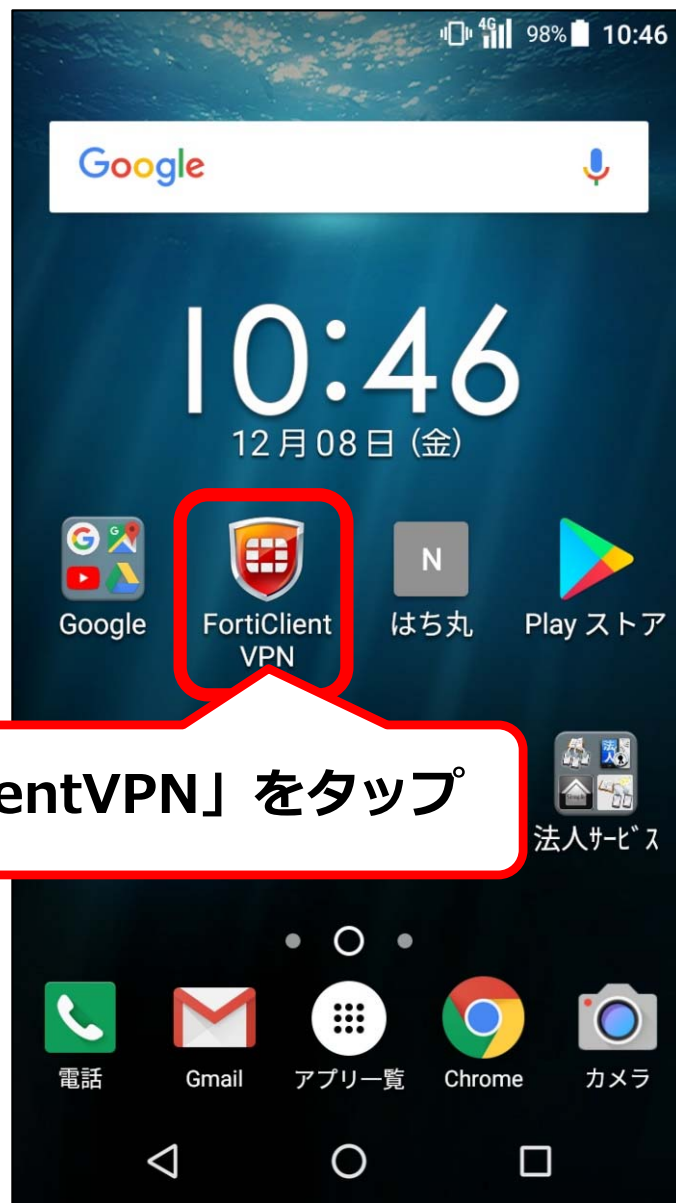 4G 98% 10:46
Google
10:46
12月08日 (金)
G G
N
Google
FortiClient
VPN
はち丸
Play ストア
entVPN」をタップ
法人
法人ｻｰﾋﾞｽ
電話
Gmail
アプリ一覧
Chrome
カメラ